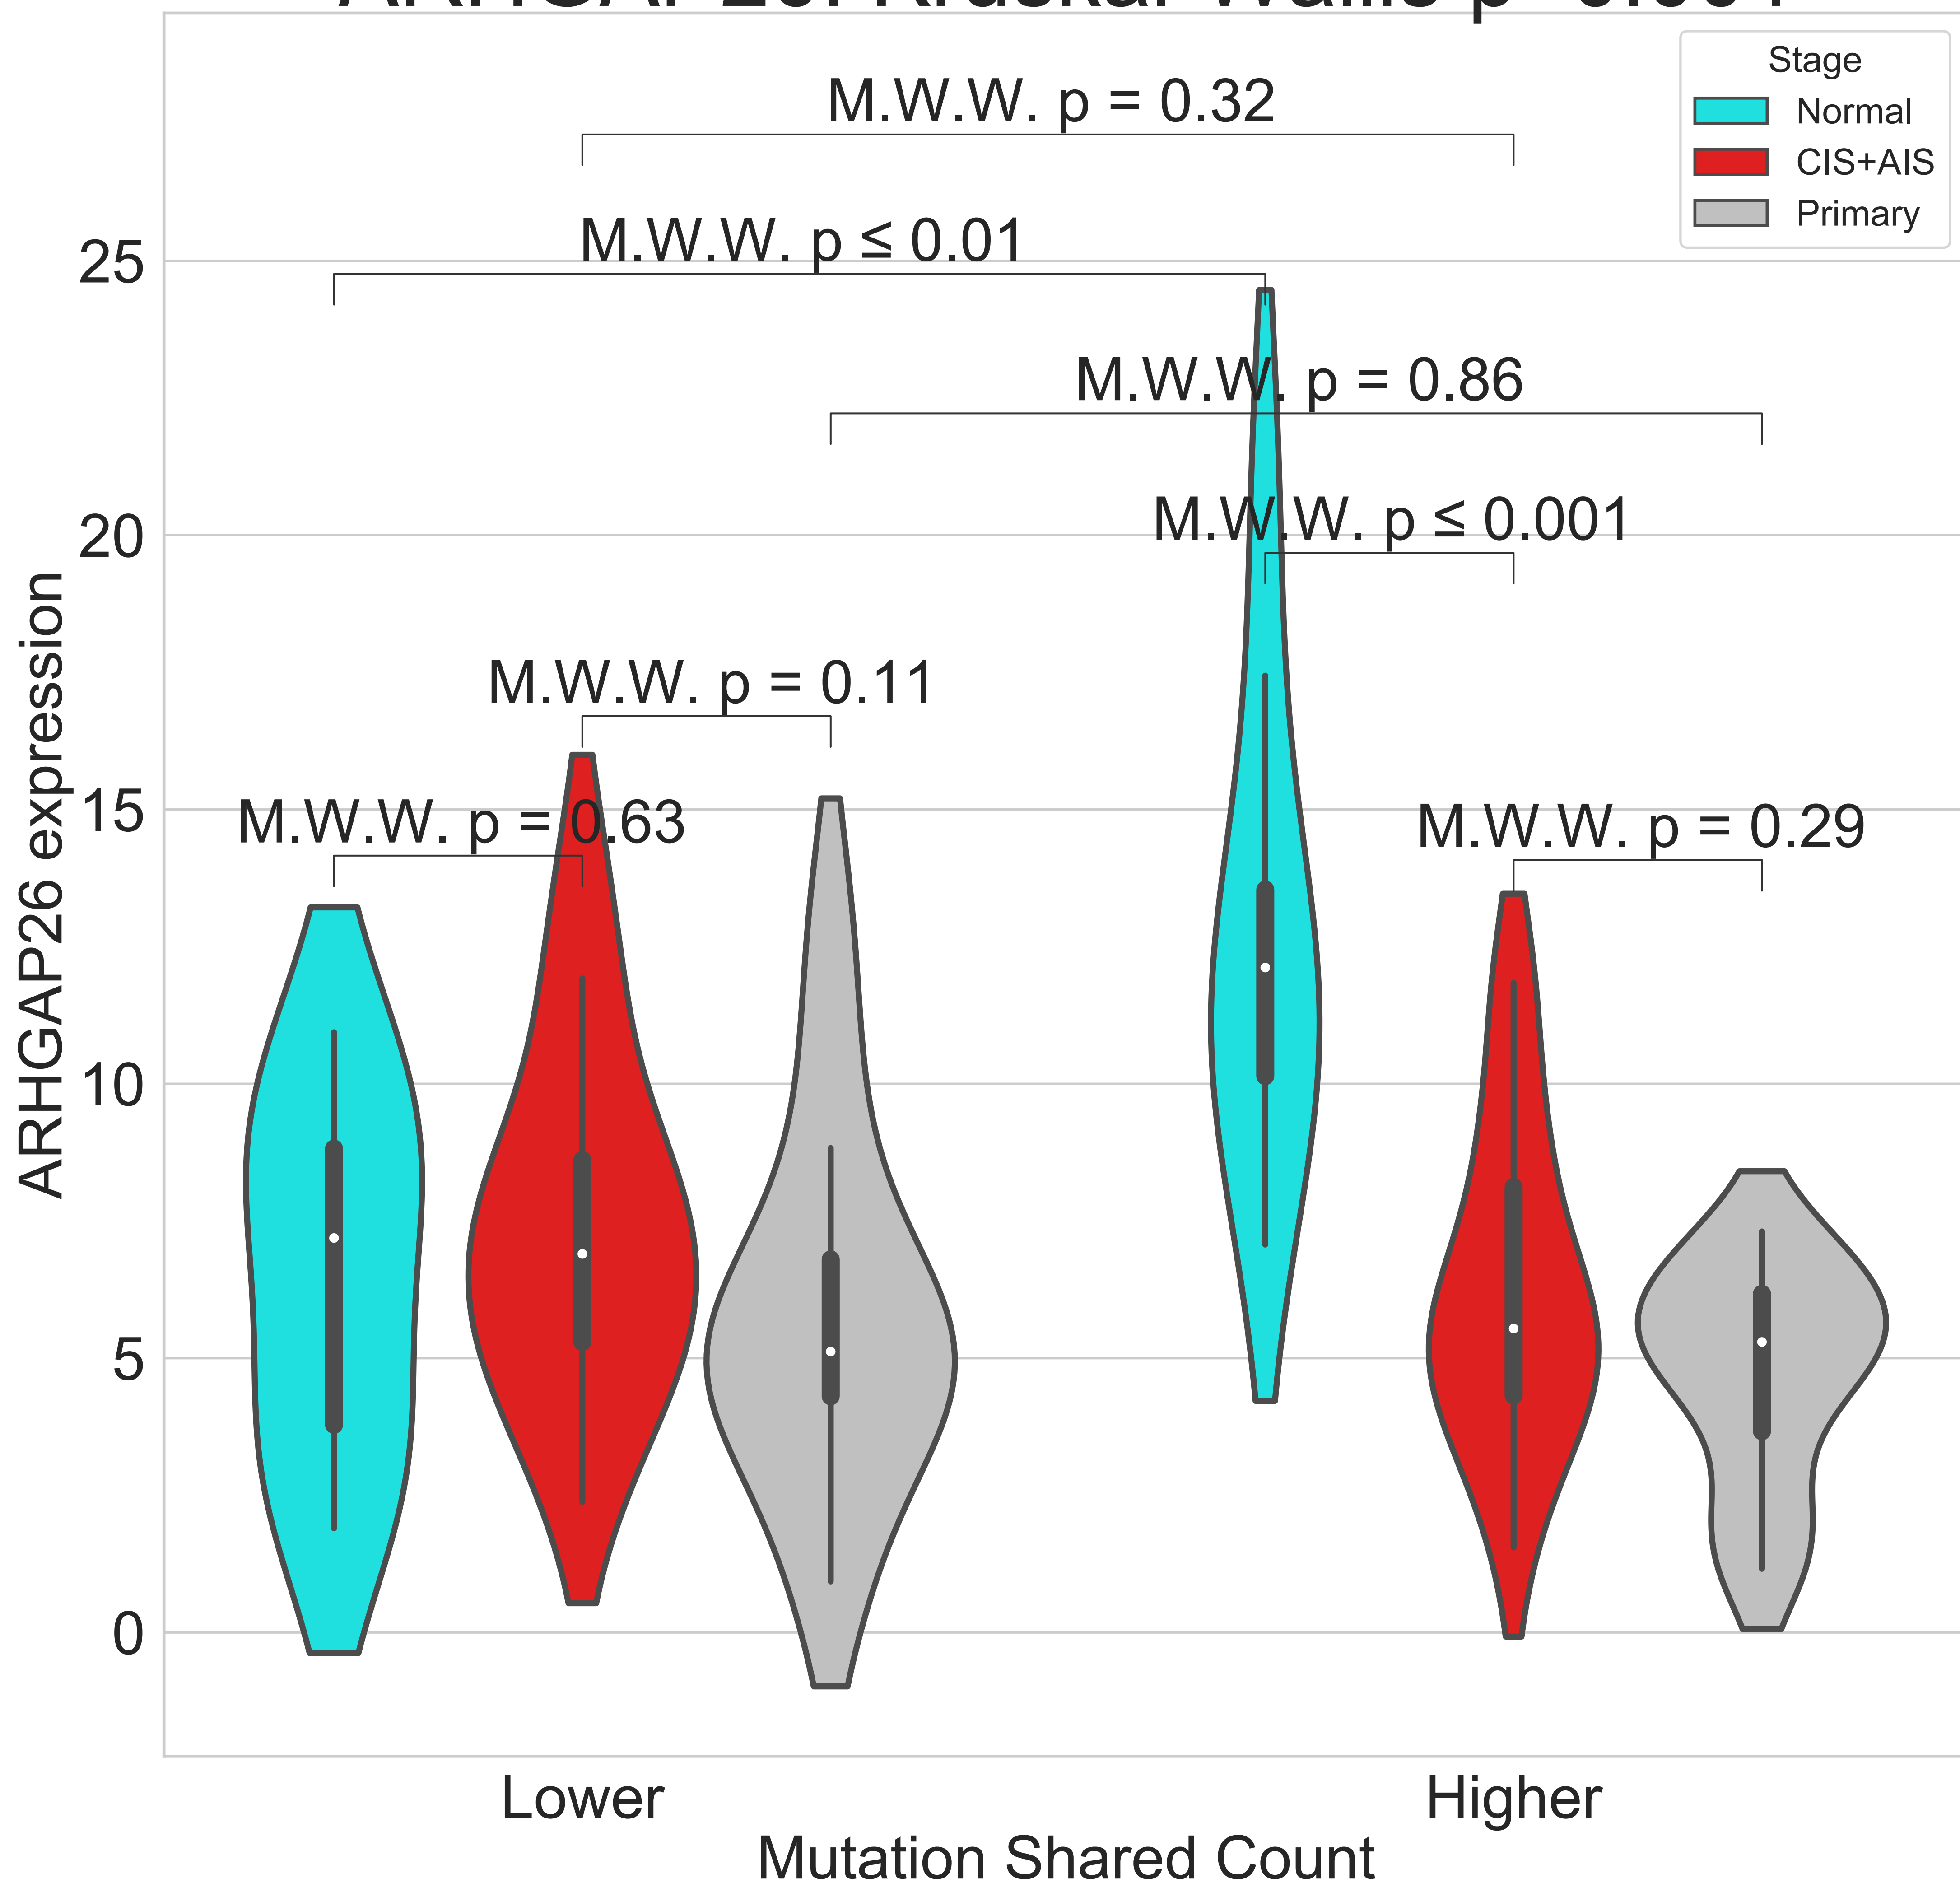 Stage
Normal
CIS+AIS
Primary
M.W.W. p = 0.32
M.W.W. p ≤ 0.01
M.W.W. p = 0.86
M.W.W. p ≤ 0.001
M.W.W. p = 0.11
M.W.W. p = 0.63
M.W.W. p = 0.29
25
20
15
10
5
0
ARHGAP26 expression
Lower
Higher
Mutation Shared Count